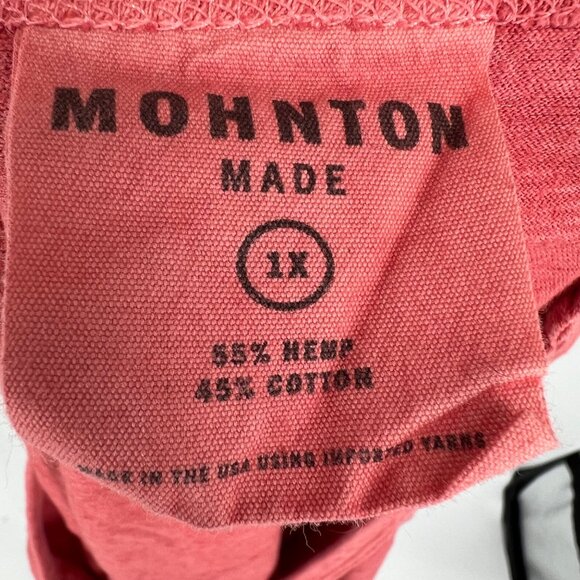 MOHNTON
MADE
1X
55% HEMP
45% COTTON
MADE IN THE USA USING IMPORTED YARNS